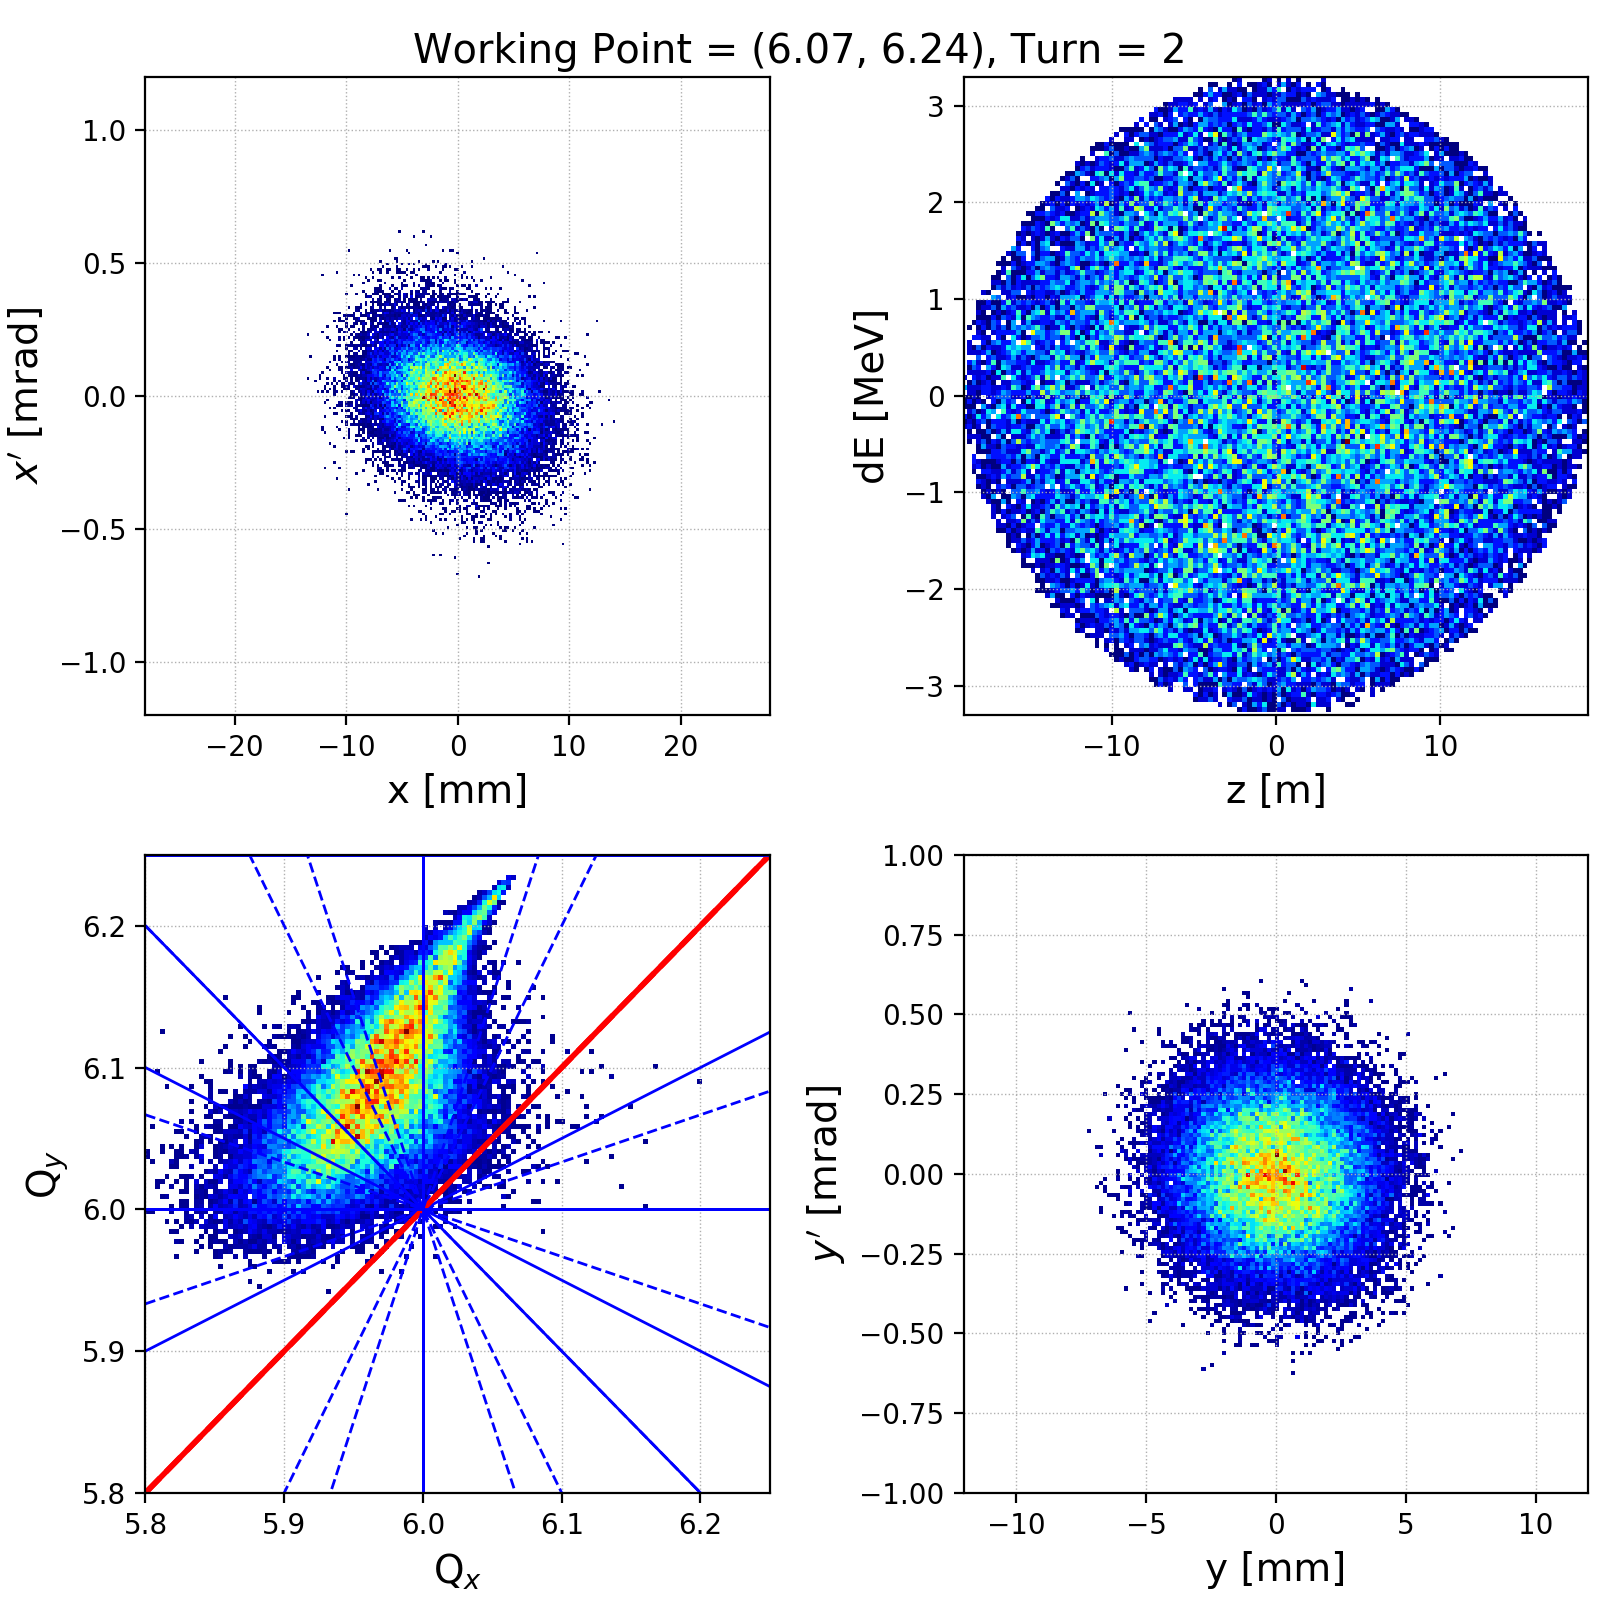 Working Point = (6.07, 6.24), Turn = 2
1.0
0.5
0.0
−0.5
−1.0
x′ [mrad]
−20 −10 0 10 20
x [mm]
3
2
1
0
−1
−2
−3
dE [MeV]
−10 0 10
z [m]
6.2
6.1
6.0
5.9
5.8
Qy
5.8 5.9 6.0 6.1 6.2
Qx
1.00
0.75
0.50
0.25
0.00
−0.25
−0.50
−0.75
−1.00
y′ [mrad]
−10 −5 0 5 10
y [mm]